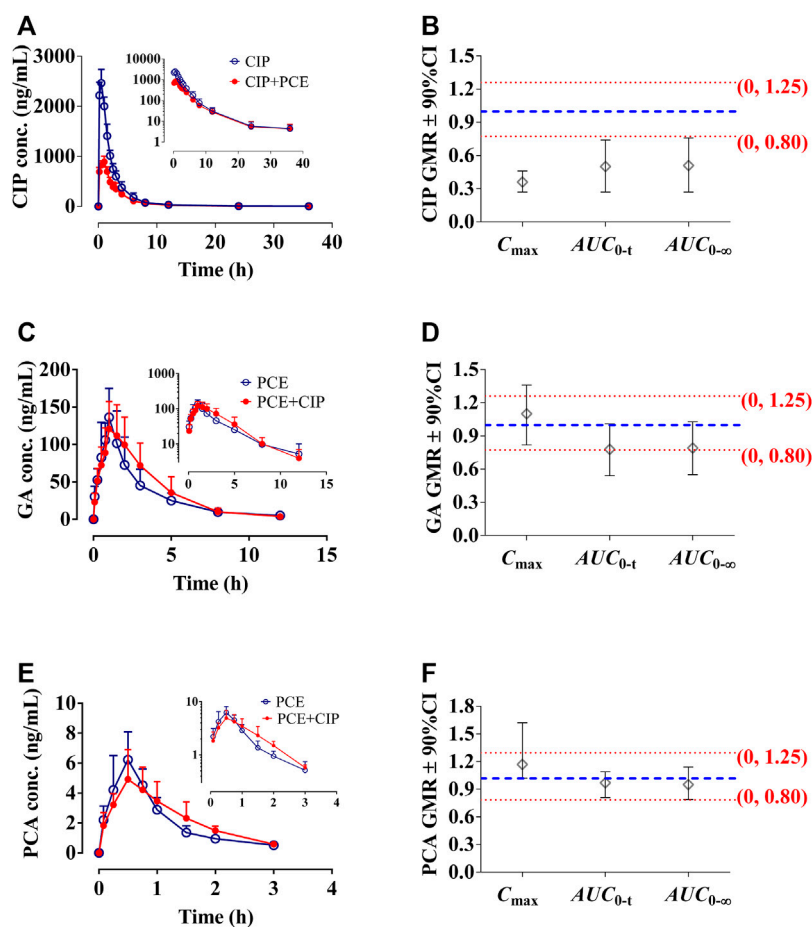 A
CIP conc. (ng/mL)
3000
2000
1000
0
0 10 20 30 40
Time (h)
10000
1000
100
10
1
0 10 20 30 40
CIP
CIP+PCE
B
CIP GMR ± 90%CI
1.5
1.2
0.9
0.6
0.3
0.0
(0, 1.25)
(0, 0.80)
Cmax AUC0-t AUC0-∞
C
GA conc. (ng/mL)
200
150
100
50
0
0 5 10 15
Time (h)
1000
100
10
0 5 10 15
PCE
PCE+CIP
D
GA GMR ± 90%CI
1.5
1.2
0.9
0.6
0.3
0.0
(0, 1.25)
(0, 0.80)
Cmax AUC0-t AUC0-∞
E
PCA conc. (ng/mL)
10
8
6
4
2
0
0 1 2 3 4
Time (h)
10
1
0 1 2 3 4
PCE
PCE+CIP
F
PCA GMR ± 90%CI
1.8
1.5
1.2
0.9
0.6
0.3
0.0
(0, 1.25)
(0, 0.80)
Cmax AUC0-t AUC0-∞